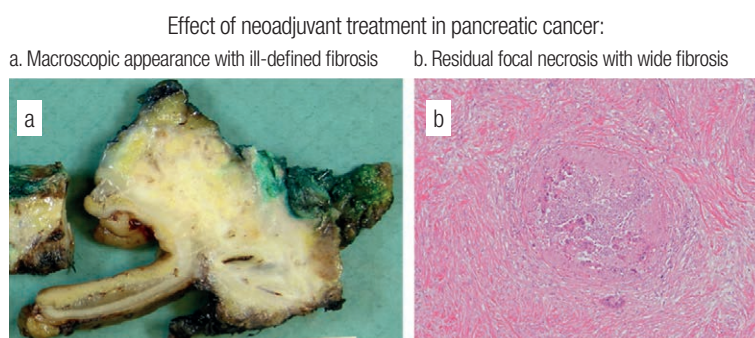 Effect of neoadjuvant treatment in pancreatic cancer:
a. Macroscopic appearance with ill-defined fibrosis
b. Residual focal necrosis with wide fibrosis
a
b